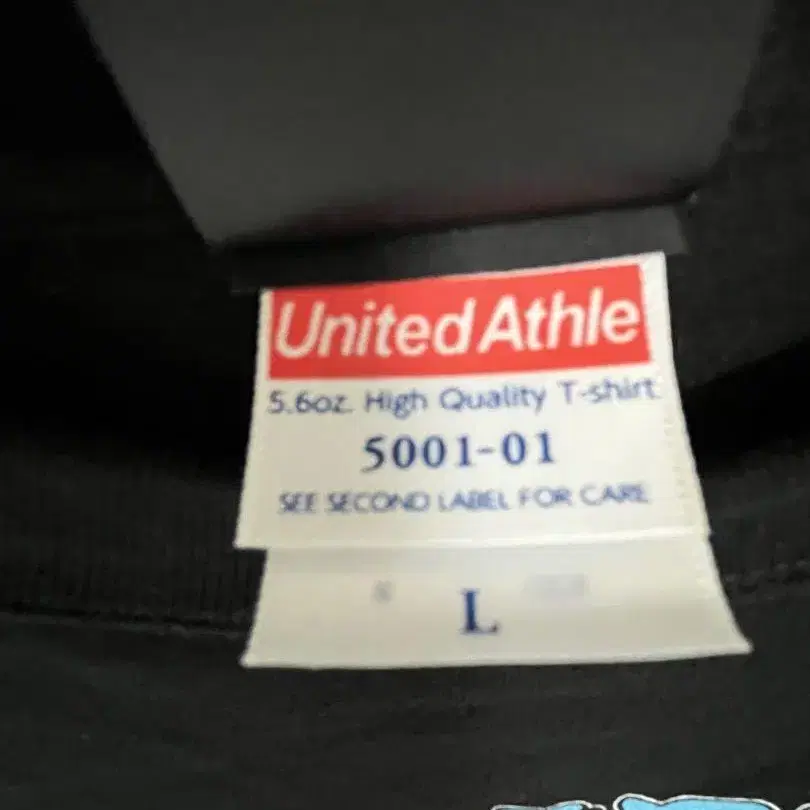 United Athle
5.6oz. High Quality T-shirt
5001-01
SEE SECOND LABEL FOR CARE
L